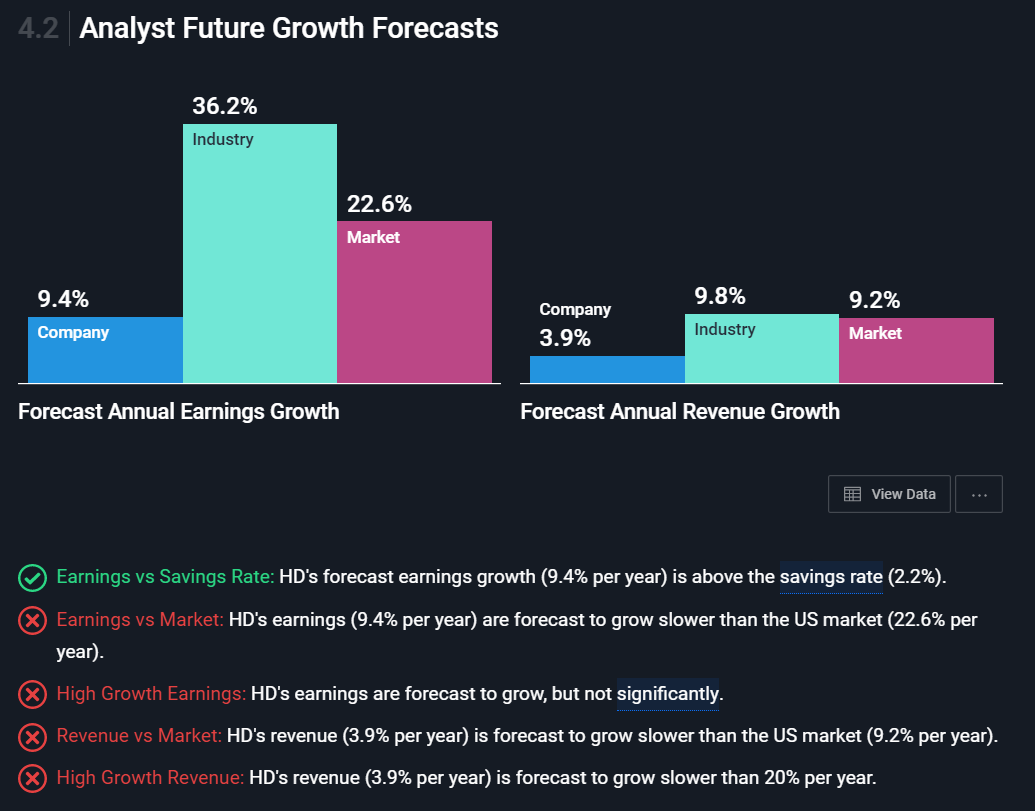 4.2 Analyst Future Growth Forecasts
36.2%
Industry
22.6%
Market
9.4%
Company
Forecast Annual Earnings Growth
Company
3.9%
9.8%
Industry
9.2%
Market
Forecast Annual Revenue Growth
View Data
...
Earnings vs Savings Rate: HD's forecast earnings growth (9.4% per year) is above the savings rate (2.2%).
Earnings vs Market: HD's earnings (9.4% per year) are forecast to grow slower than the US market (22.6% per
year).
High Growth Earnings: HD's earnings are forecast to grow, but not significantly.
Revenue vs Market: HD's revenue (3.9% per year) is forecast to grow slower than the US market (9.2% per year).
High Growth Revenue: HD's revenue (3.9% per year) is forecast to grow slower than 20% per year.